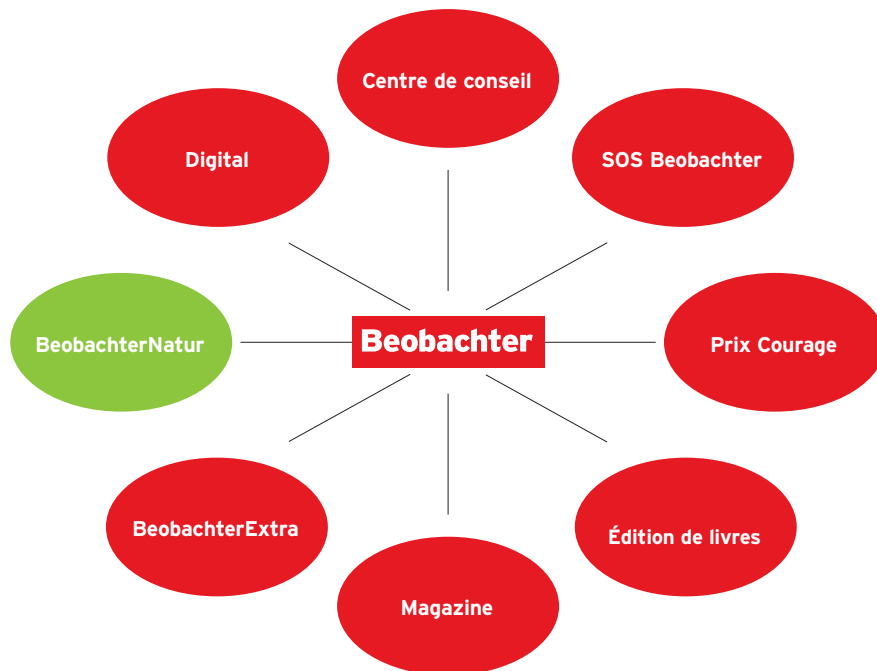 Centre de conseil
Digital
SOS Beobachter
BeobachterNatur
Beobachter
Prix Courage
BeobachterExtra
Édition de livres
Magazine